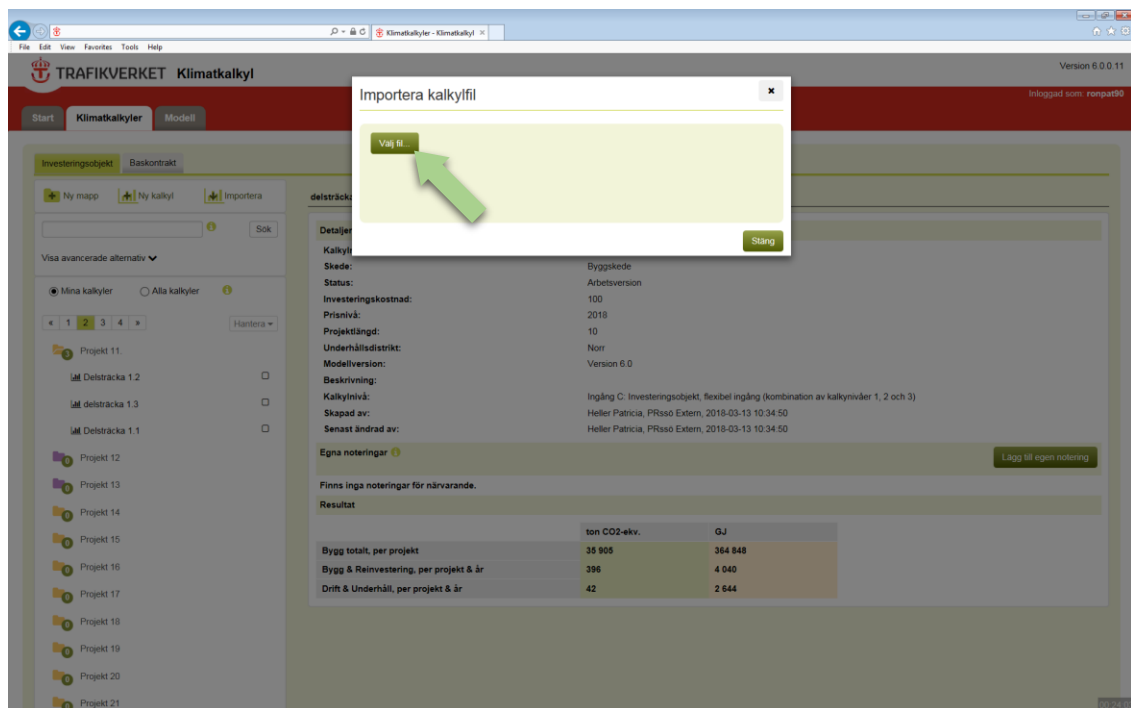 Klimatkalkyler - Klimatkalkyl
File Edit View Favorites Tools Help
TRAFIKVERKET Klimatkalkyl
Version 6.0.0.11
Inloggad som: ronpat90
Start Klimatkalkyler Modell
Importera kalkylfil
Välj fil...
Stäng
Investeringsobjekt Baskontrakt
Ny mapp Ny kalkyl Importera
Sök
Visa avancerade alternativ
Mina kalkyler Alla kalkyler
« 1 2 3 4 »
Hantera
Projekt 11.
Delsträcka 1.2
delsträcka 1.3
Delsträcka 1.1
Projekt 12
Projekt 13
Projekt 14
Projekt 15
Projekt 16
Projekt 17
Projekt 18
Projekt 19
Projekt 20
Projekt 21
delsträcka
Detaljer
Skede: Byggskede
Status: Arbetsversion
Investeringskostnad: 100
Prisnivå: 2018
Projektlängd: 10
Underhållsdistrikt: Norr
Modellversion: Version 6.0
Beskrivning:
Kalkylnivå: Ingång C: Investeringsobjekt, flexibel ingång (kombination av kalkynivåer 1, 2 och 3)
Skapad av: Heller Patricia, PRssö Extern, 2018-03-13 10:34:50
Senast ändrad av: Heller Patricia, PRssö Extern, 2018-03-13 10:34:50
Egna noteringar
Lägg till egen notering
Finns inga noteringar för närvarande.
Resultat
ton CO2-ekv. GJ
Bygg totalt, per projekt 35 905 364 848
Bygg & Reinvestering, per projekt & år 396 4 040
Drift & Underhåll, per projekt & år 42 2 644